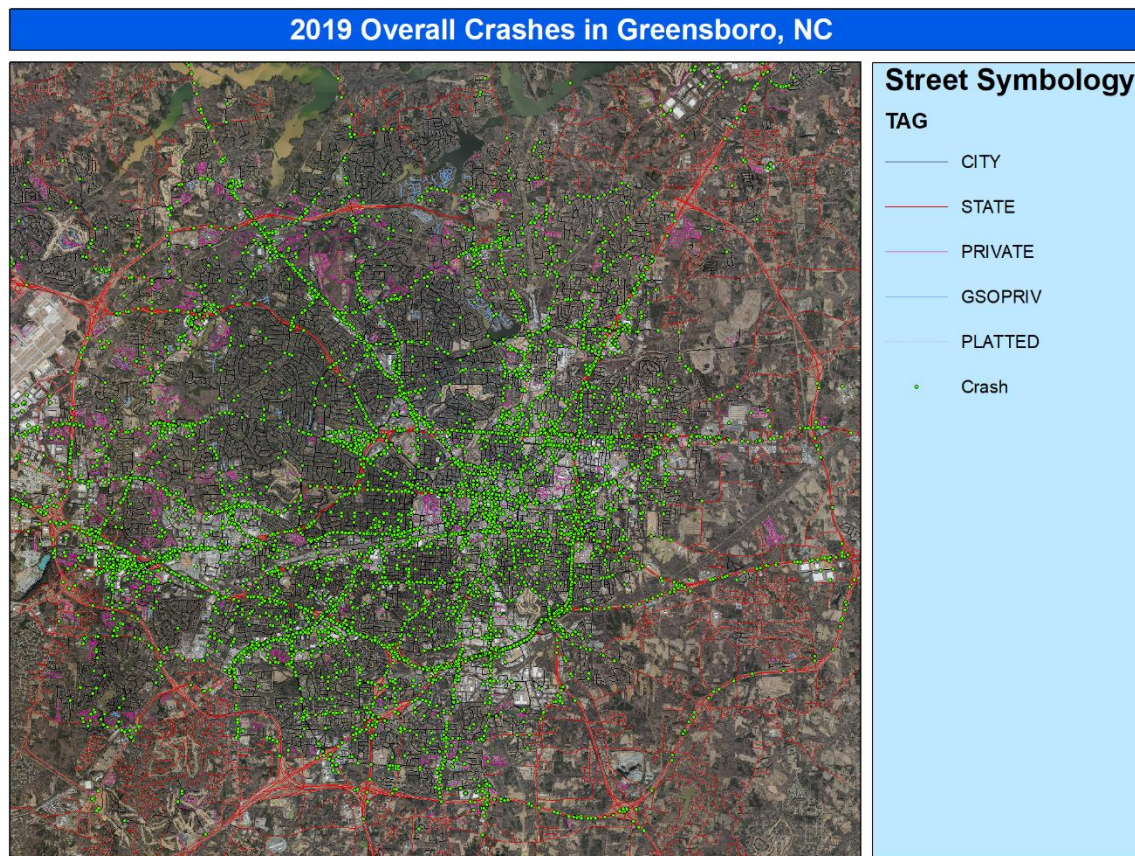 2019 Overall Crashes in Greensboro, NC
Street Symbology
TAG
CITY
STATE
PRIVATE
GSOPRIV
PLATTED
Crash